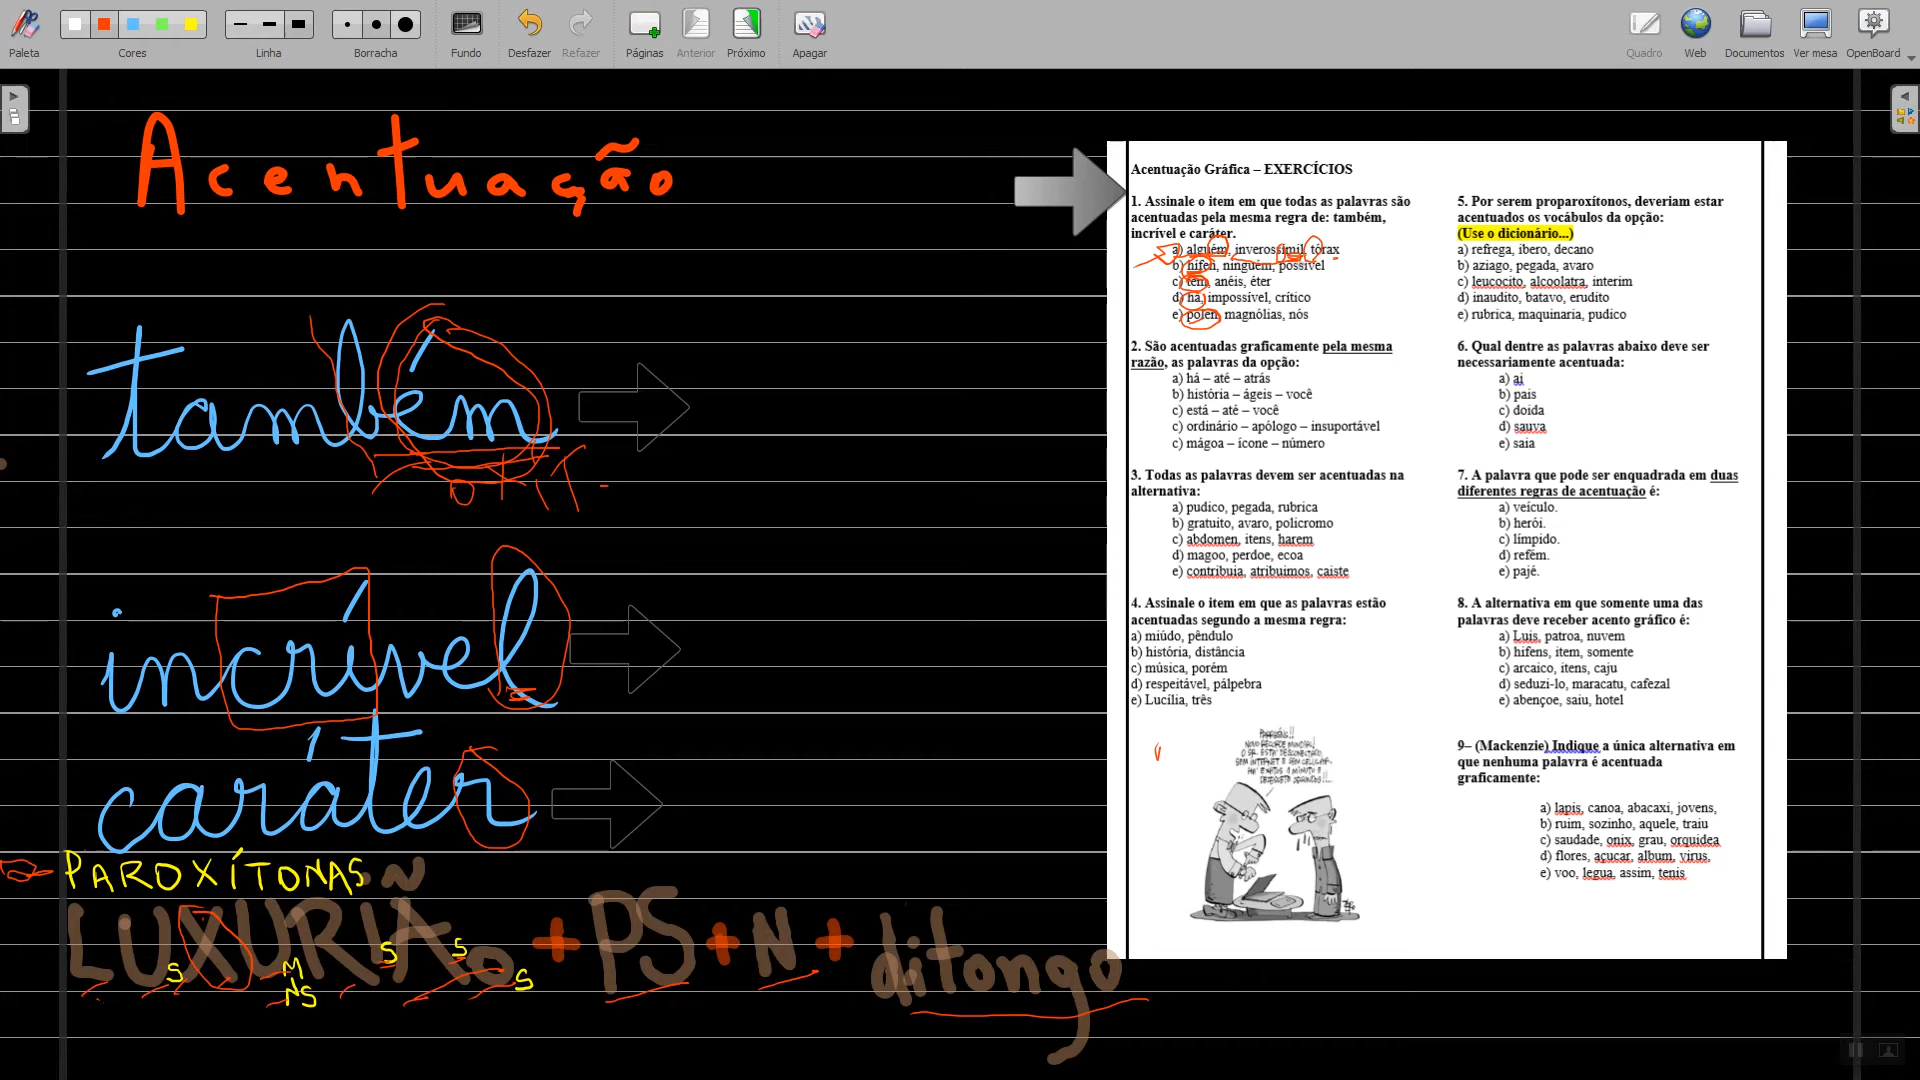 Paleta
Cores
Linha
Borracha
Fundo
Desfazer
Refazer
Páginas
Anterior
Próximo
Apagar
Quadro
Web
Documentos
Ver mesa
OpenBoard
Acentuação
também
incrível
caráter
PAROXÍTONAS
LUXURIÃo + PS + N + ditongo
S
M
NS
S
S
S
Acentuação Gráfica – EXERCÍCIOS
1. Assinale o item em que todas as palavras são
acentuadas pela mesma regra de: também,
incrível e caráter.
a) alguém, inverossímil, tórax
b) hífen, ninguém, possível
c) têm, anéis, éter
d) há, impossível, crítico
e) pólen, magnólias, nós
2. São acentuadas graficamente pela mesma
razão, as palavras da opção:
a) há – até – atrás
b) história – ágeis – você
c) está – até – você
c) ordinário – apólogo – insuportável
c) mágoa – ícone – número
3. Todas as palavras devem ser acentuadas na
alternativa:
a) pudico, pegada, rubrica
b) gratuito, avaro, policromo
c) abdomen, itens, harem
d) magoo, perdoe, ecoa
e) contribuia, atribuimos, caiste
4. Assinale o item em que as palavras estão
acentuadas segundo a mesma regra:
a) miúdo, pêndulo
b) história, distância
c) música, porém
d) respeitável, pálpebra
e) Lucília, três
5. Por serem proparoxítonos, deveriam estar
acentuados os vocábulos da opção:
(Use o dicionário...)
a) refrega, ibero, decano
b) aziago, pegada, avaro
c) leucocito, alcoolatra, interim
d) inaudito, batavo, erudito
e) rubrica, maquinaria, pudico
6. Qual dentre as palavras abaixo deve ser
necessariamente acentuada:
a) ai
b) pais
c) doida
d) sauva
e) saia
7. A palavra que pode ser enquadrada em duas
diferentes regras de acentuação é:
a) veículo.
b) herói.
c) límpido.
d) refém.
e) pajé.
8. A alternativa em que somente uma das
palavras deve receber acento gráfico é:
a) Luis, patroa, nuvem
b) hifens, item, somente
c) arcaico, itens, caju
d) seduzi-lo, maracatu, cafezal
e) abençoe, saiu, hotel
9– (Mackenzie) Indique a única alternativa em
que nenhuma palavra é acentuada
graficamente:
a) lapis, canoa, abacaxi, jovens,
b) ruim, sozinho, aquele, traiu
c) saudade, onix, grau, orquidea
d) flores, açucar, album, virus,
e) voo, legua, assim, tenis